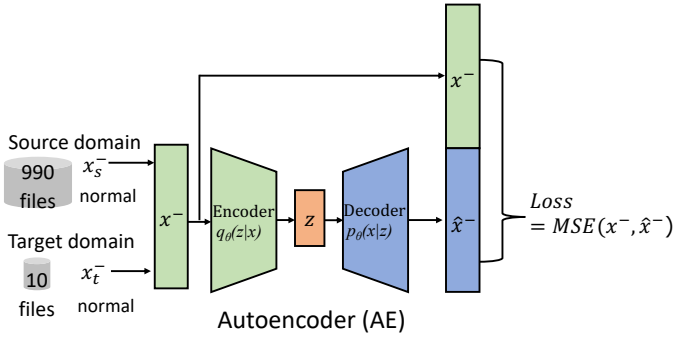 Source domain
990
files
x_s^-
normal
Target domain
10
files
x_t^-
normal
x^-
Encoder
q_θ(z|x)
z
Decoder
p_θ(x|z)
x^-
x̂^-
Loss
= MSE(x^-, x̂^-)
Autoencoder (AE)